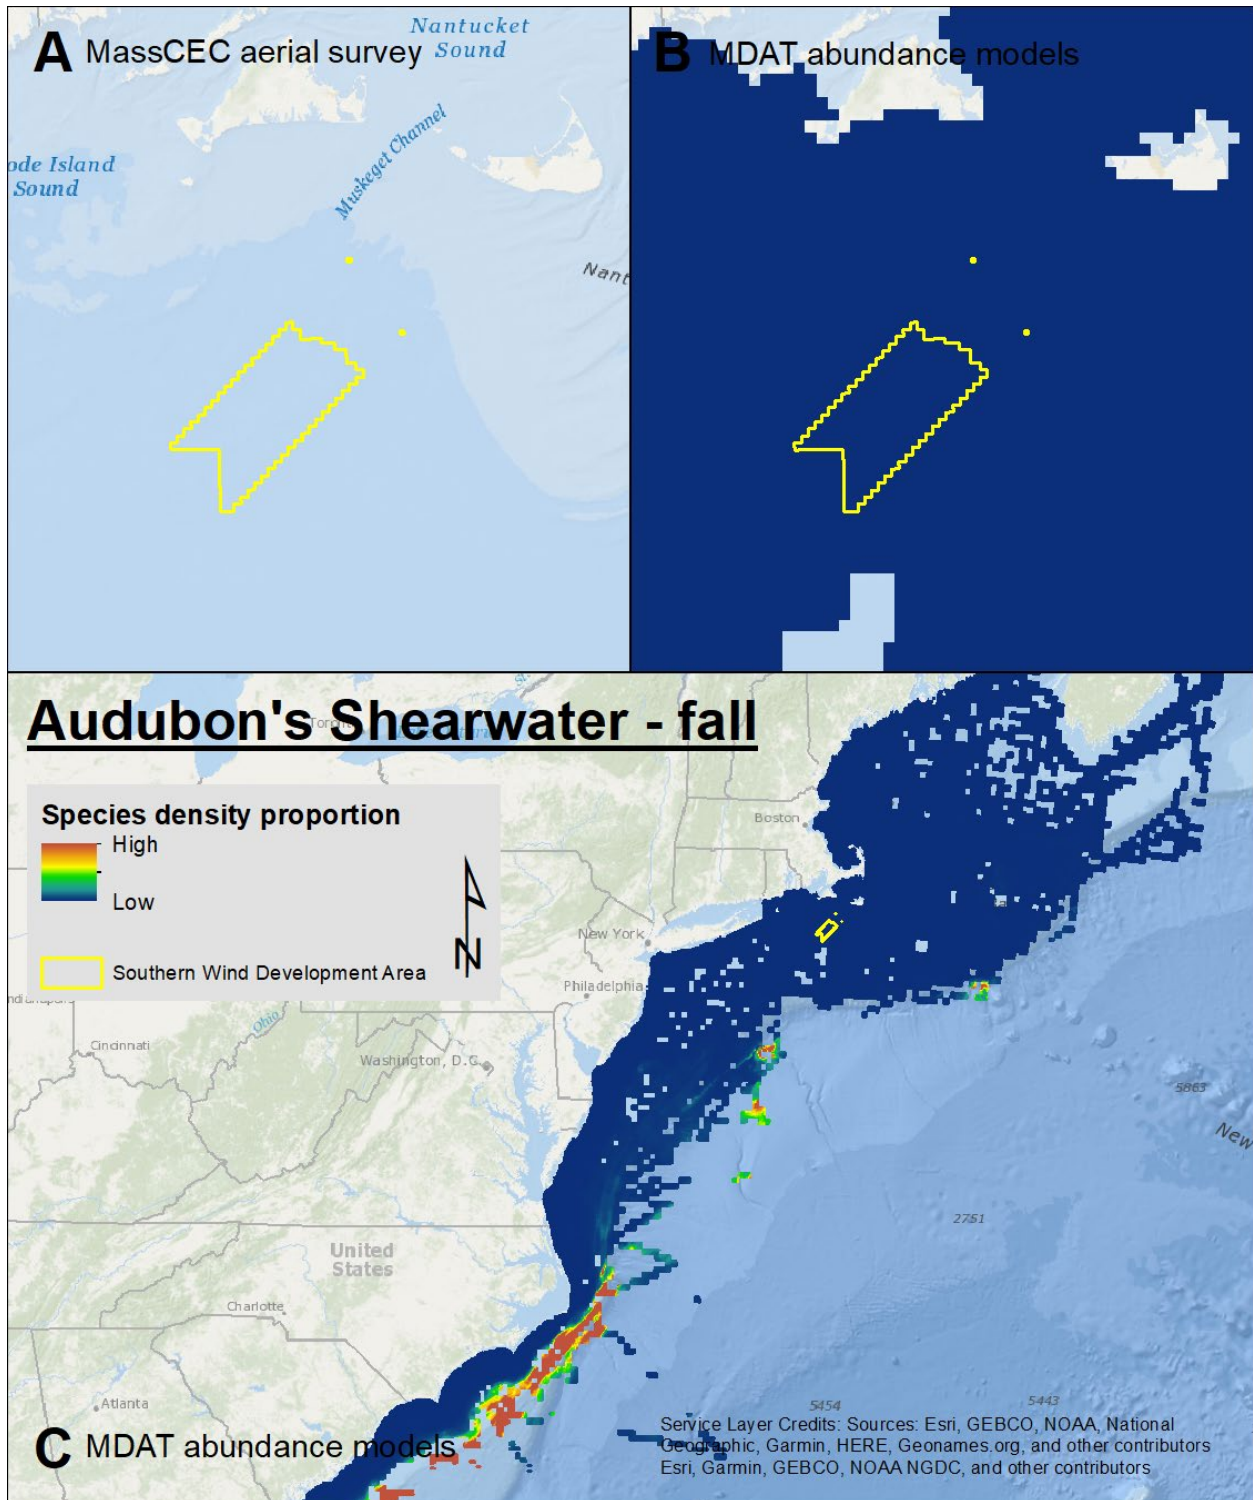 A MassCEC aerial survey
Nantucket
Sound
Muskeget Channel
ode Island
Sound
Nant
B MDAT abundance models
Audubon's Shearwater - fall
Species density proportion
High
Low
N
Southern Wind Development Area
Boston
New York
Philadelphia
Ohio
Cincinnati
Washington, D.C.
5863
New
2751
United
States
Charlotte
Atlanta
5454
5443
C MDAT abundance models
Service Layer Credits: Sources: Esri, GEBCO, NOAA, National
Geographic, Garmin, HERE, Geonames.org, and other contributors
Esri, Garmin, GEBCO, NOAA NGDC, and other contributors